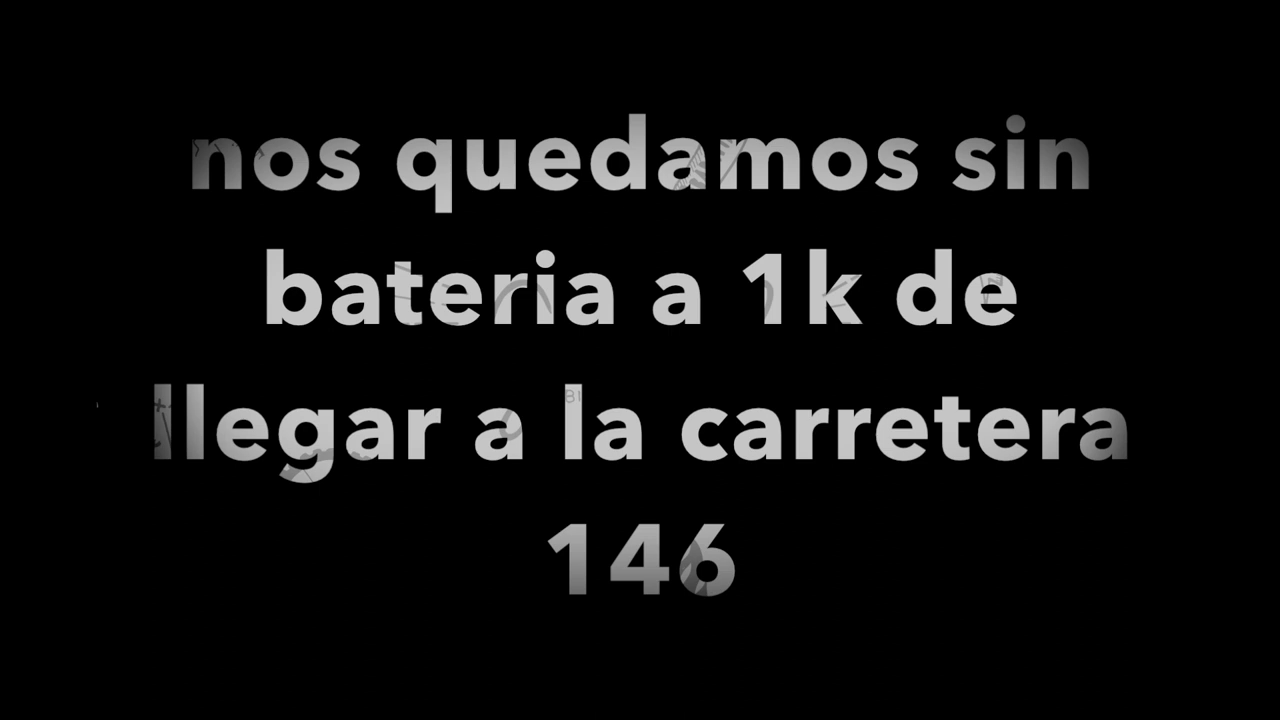 nos quedamos sin
bateria a 1k de
llegar a la carretera
146